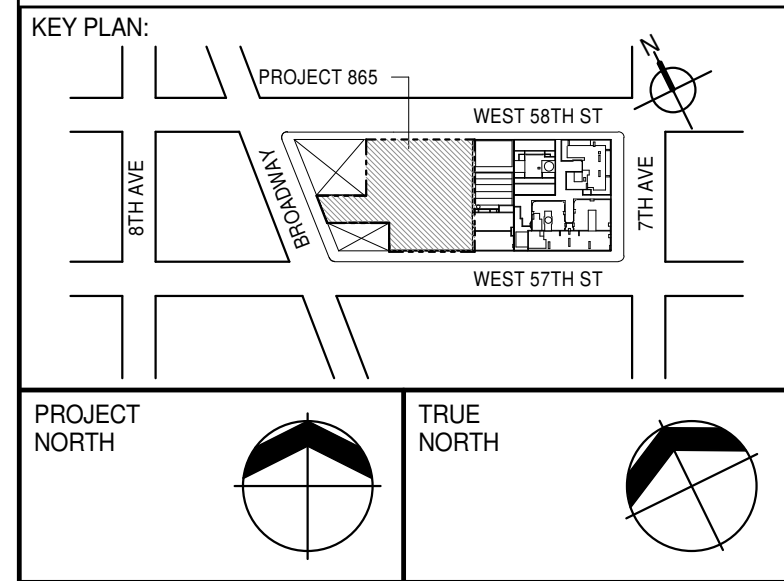 KEY PLAN:
N
PROJECT 865
WEST 58TH ST
8TH AVE
BROADWAY
7TH AVE
WEST 57TH ST
PROJECT
NORTH
TRUE
NORTH